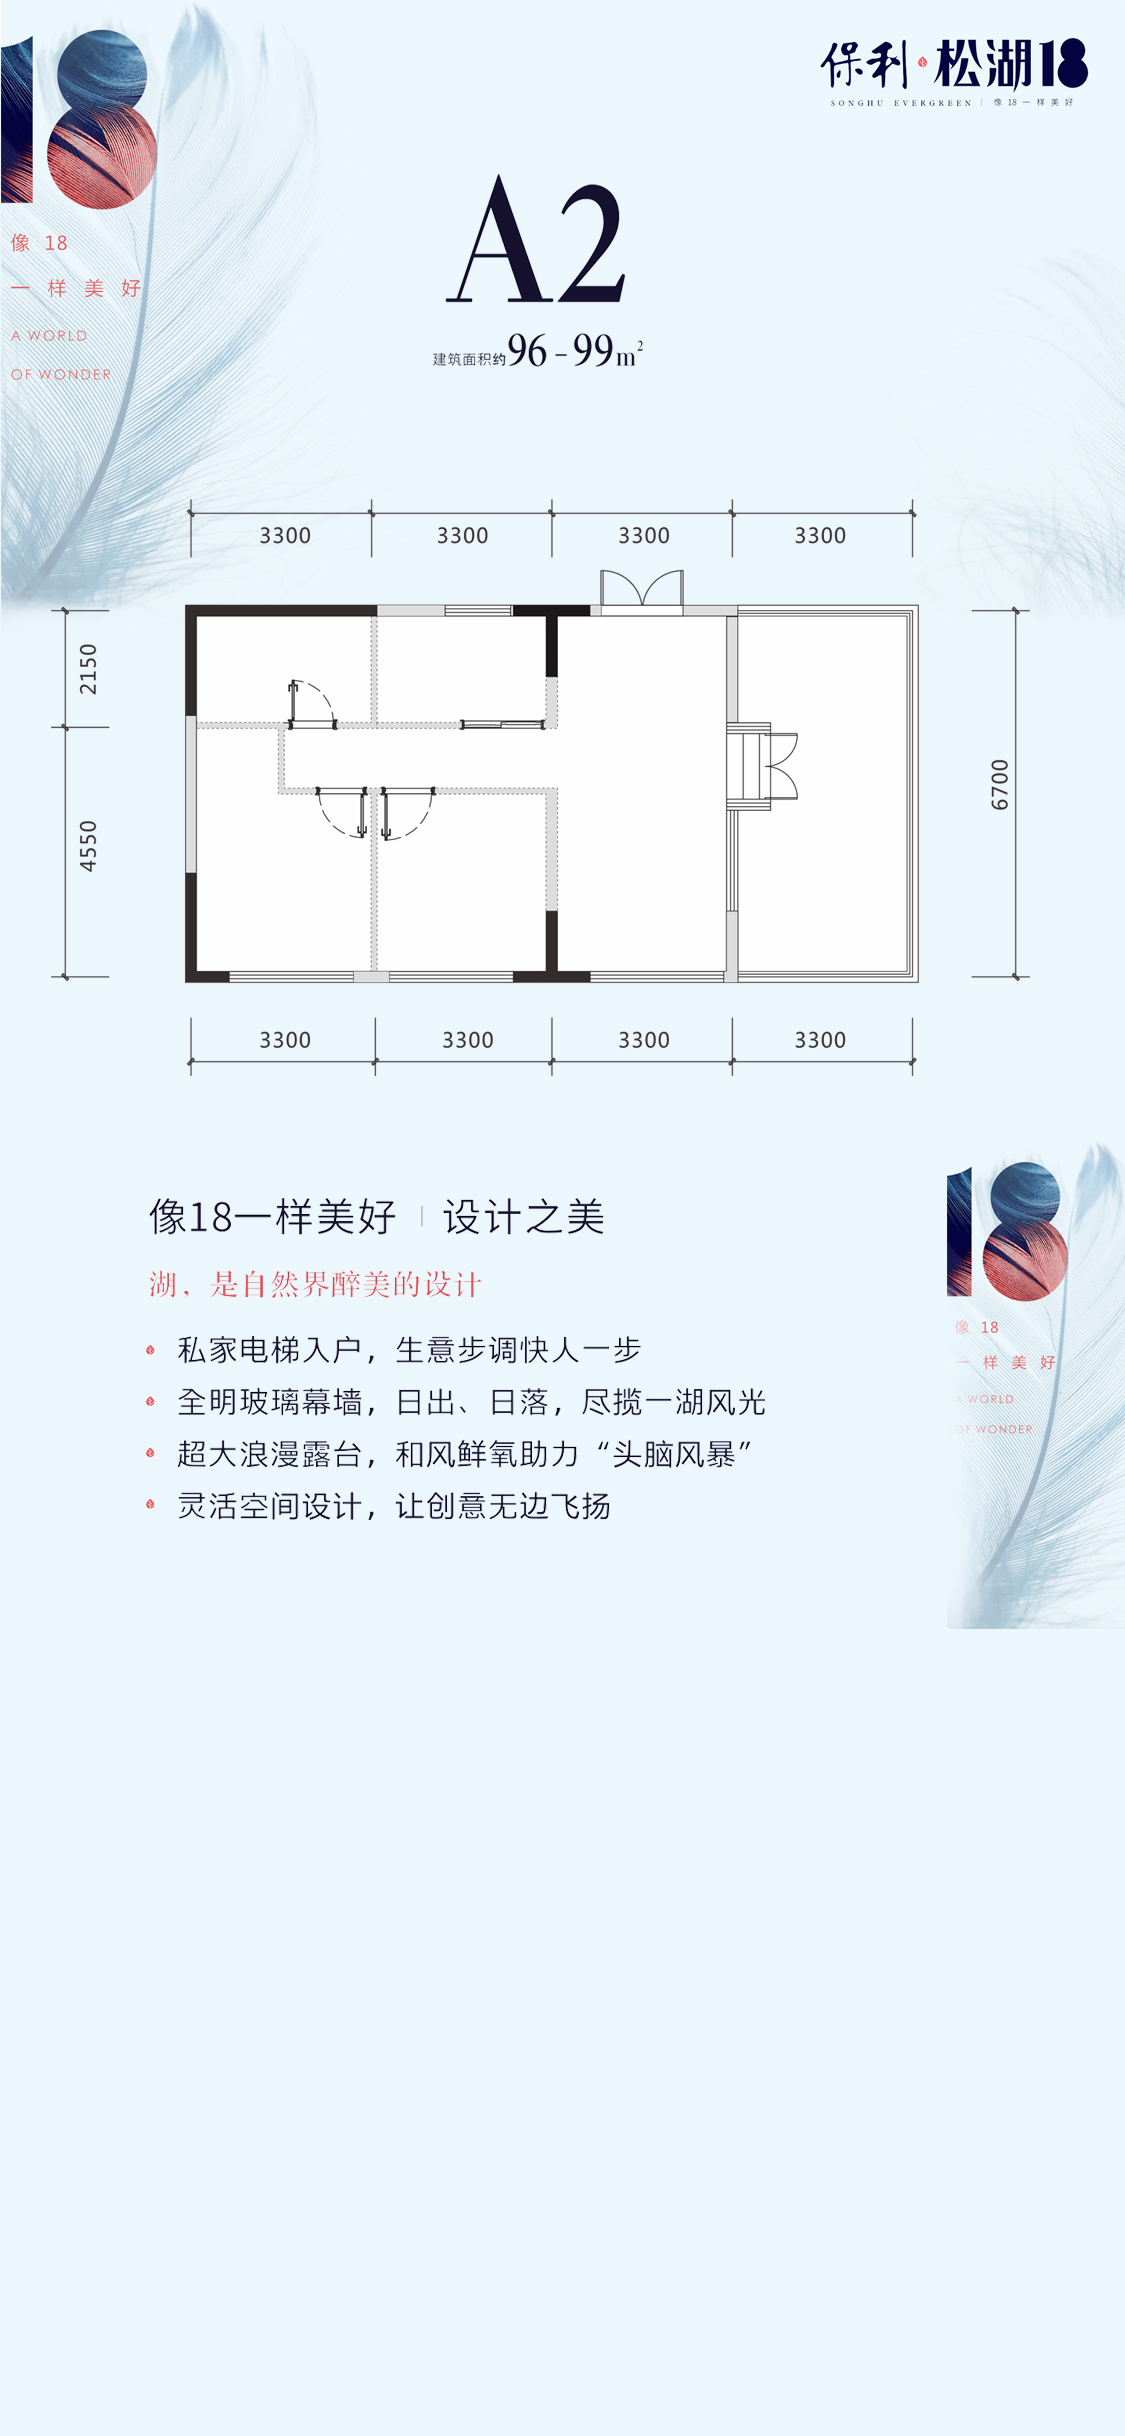 18
像 18
一样美好
A WORLD
OF WONDER
保利·松湖18
SONGHU EVERGREEN | 像18一样美好
A2
建筑面积约96-99m²
3300 3300 3300 3300
2150
4550
6700
3300 3300 3300 3300
像18一样美好 | 设计之美
湖，是自然界醉美的设计
私家电梯入户，生意步调快人一步
全明玻璃幕墙，日出、日落，尽揽一湖风光
超大浪漫露台，和风鲜氧助力“头脑风暴”
灵活空间设计，让创意无边飞扬
18
像 18
一样美好
A WORLD
OF WONDER